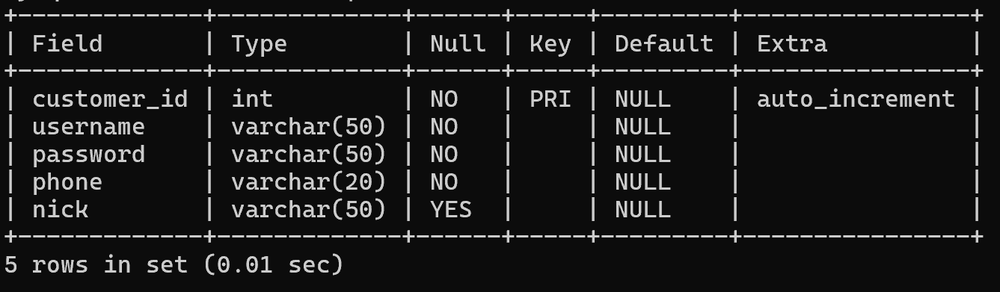 +-------------+-------------+------+-----+---------+----------------+
| Field       | Type        | Null | Key | Default | Extra          |
+-------------+-------------+------+-----+---------+----------------+
| customer_id | int         | NO   | PRI | NULL    | auto_increment |
| username    | varchar(50) | NO   |     | NULL    |                |
| password    | varchar(50) | NO   |     | NULL    |                |
| phone       | varchar(20) | NO   |     | NULL    |                |
| nick        | varchar(50) | YES  |     | NULL    |                |
+-------------+-------------+------+-----+---------+----------------+
5 rows in set (0.01 sec)